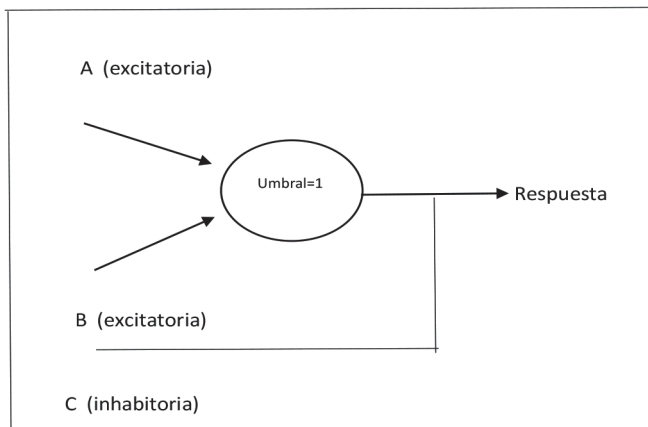 A (excitatoria)
Umbral=1
Respuesta
B (excitatoria)
C (inhabitoria)